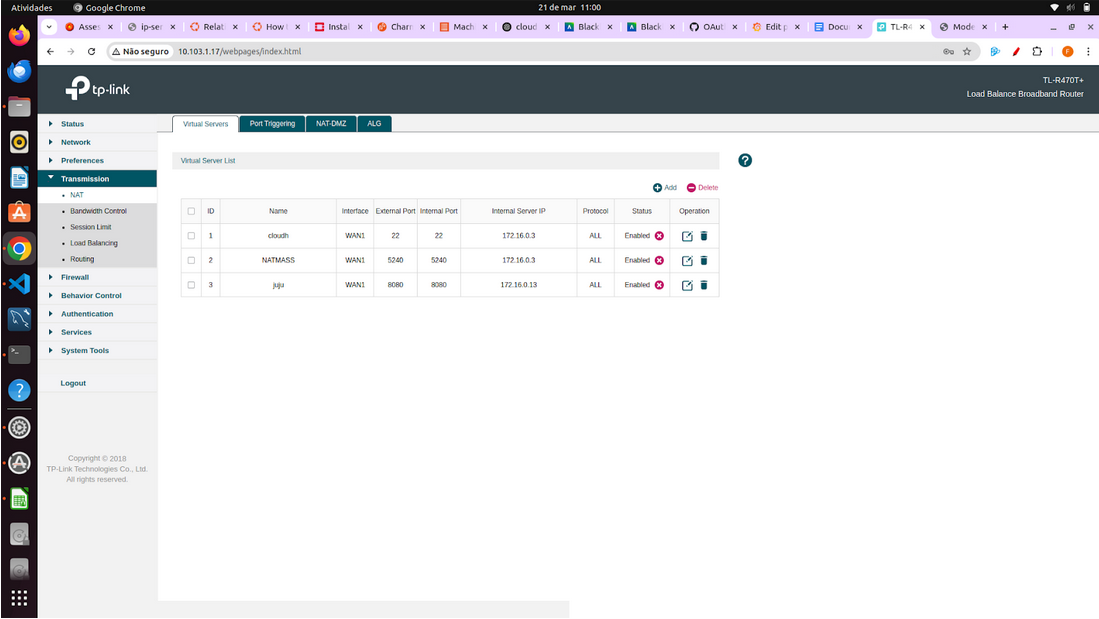 Atividades Google Chrome 21 de mar 11:00
Asses ip-ser Relat How Instal Charm Mach cloud Black Black OAuth Edit p Docu TL-R4 Mode
Não seguro 10.103.1.17/webpages/index.html
tp-link
TL-R470T+
Load Balance Broadband Router
Status
Network
Preferences
Transmission
NAT
Bandwidth Control
Session Limit
Load Balancing
Routing
Firewall
Behavior Control
Authentication
Services
System Tools
Logout
Copyright © 2018
TP-Link Technologies Co., Ltd.
All rights reserved.
Virtual Servers Port Triggering NAT-DMZ ALG
Virtual Server List
Add Delete
ID Name Interface External Port Internal Port Internal Server IP Protocol Status Operation
1 cloudh WAN1 22 22 172.16.0.3 ALL Enabled
2 NATMASS WAN1 5240 5240 172.16.0.3 ALL Enabled
3 juju WAN1 8080 8080 172.16.0.13 ALL Enabled